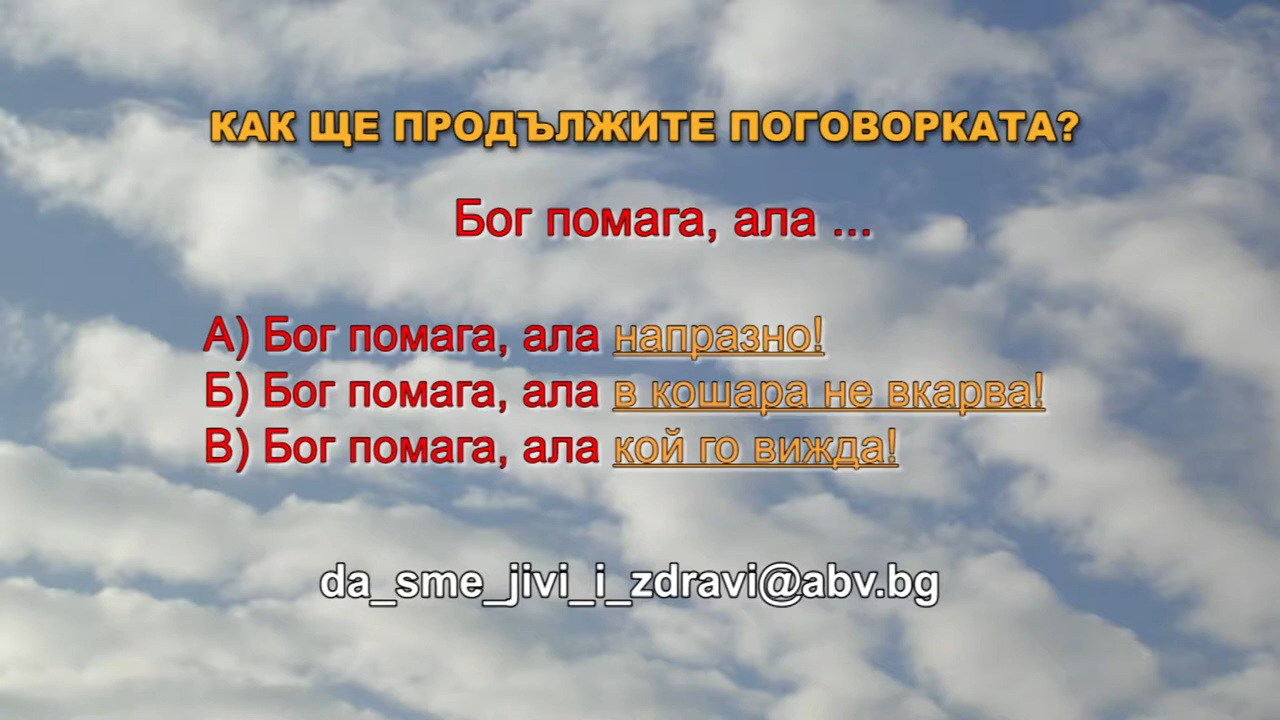 КАК ЩЕ ПРОДЪЛЖИТЕ ПОГОВОРКАТА?
Бог помага, ала ...
А) Бог помага, ала напразно!
Б) Бог помага, ала в кошара не вкарва!
В) Бог помага, ала кой го вижда!
da_sme_jivi_i_zdravi@abv.bg